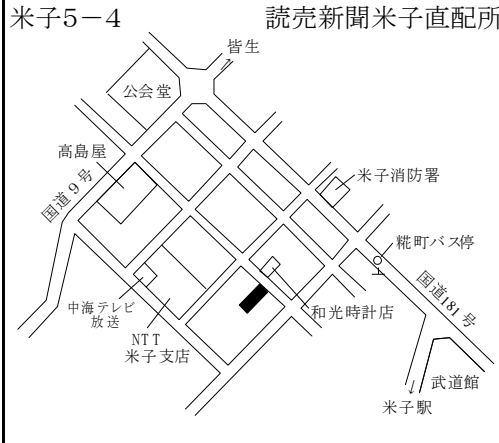 米子5－4
読売新聞米子直配所
皆生
公会堂
高島屋
国道9号
米子消防署
糀町バス停
国道181号
中海テレビ
放送
和光時計店
NTT
米子支店
武道館
米子駅